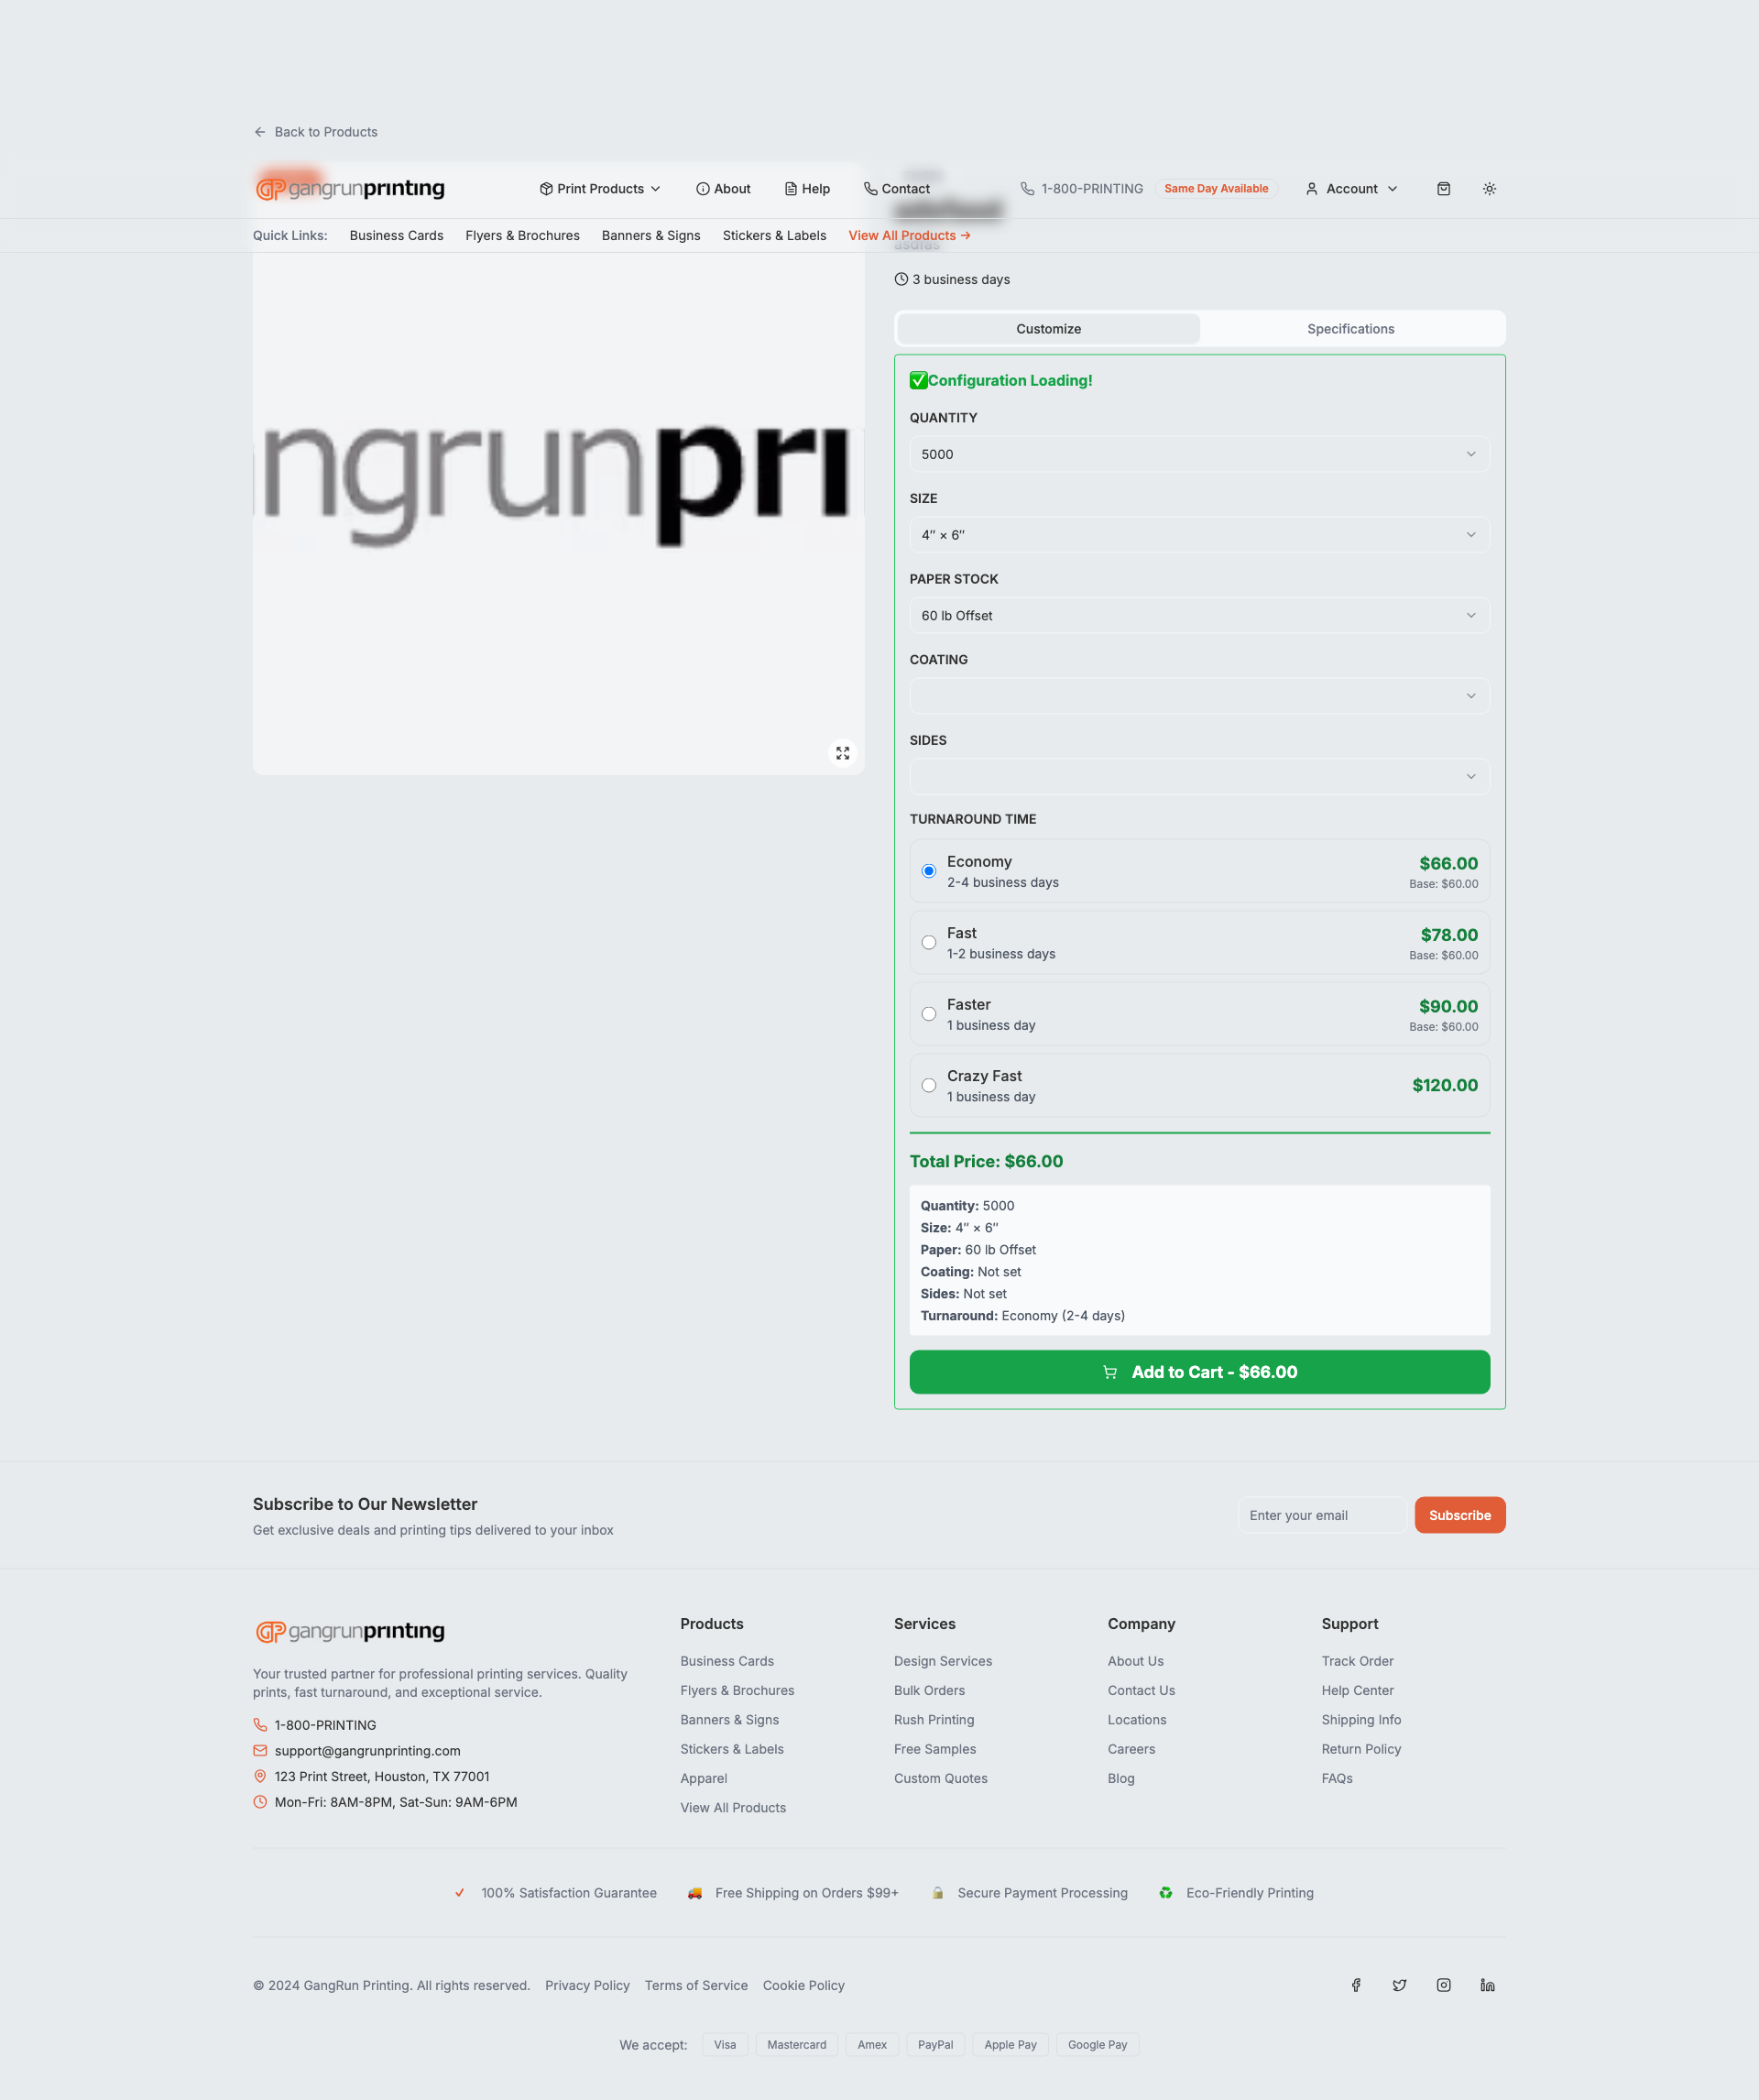 Back to Products
gangrunprinting
Print Products
About
Help
Contact
1-800-PRINTING
Same Day Available
Account
Quick Links:
Business Cards
Flyers & Brochures
Banners & Signs
Stickers & Labels
View All Products →
3 business days
Customize
Specifications
ngrunpri
✅Configuration Loading!
QUANTITY
5000
SIZE
4″ × 6″
PAPER STOCK
60 lb Offset
COATING
SIDES
TURNAROUND TIME
Economy
$66.00
2-4 business days
Base: $60.00
Fast
$78.00
1-2 business days
Base: $60.00
Faster
$90.00
1 business day
Base: $60.00
Crazy Fast
$120.00
1 business day
Total Price: $66.00
Quantity: 5000
Size: 4″ × 6″
Paper: 60 lb Offset
Coating: Not set
Sides: Not set
Turnaround: Economy (2-4 days)
Add to Cart - $66.00
Subscribe to Our Newsletter
Get exclusive deals and printing tips delivered to your inbox
Enter your email
Subscribe
gangrunprinting
Your trusted partner for professional printing services. Quality
prints, fast turnaround, and exceptional service.
1-800-PRINTING
support@gangrunprinting.com
123 Print Street, Houston, TX 77001
Mon-Fri: 8AM-8PM, Sat-Sun: 9AM-6PM
Products
Business Cards
Flyers & Brochures
Banners & Signs
Stickers & Labels
Apparel
View All Products
Services
Design Services
Bulk Orders
Rush Printing
Free Samples
Custom Quotes
Company
About Us
Contact Us
Locations
Careers
Blog
Support
Track Order
Help Center
Shipping Info
Return Policy
FAQs
100% Satisfaction Guarantee
Free Shipping on Orders $99+
Secure Payment Processing
Eco-Friendly Printing
© 2024 GangRun Printing. All rights reserved.
Privacy Policy
Terms of Service
Cookie Policy
We accept:
Visa
Mastercard
Amex
PayPal
Apple Pay
Google Pay